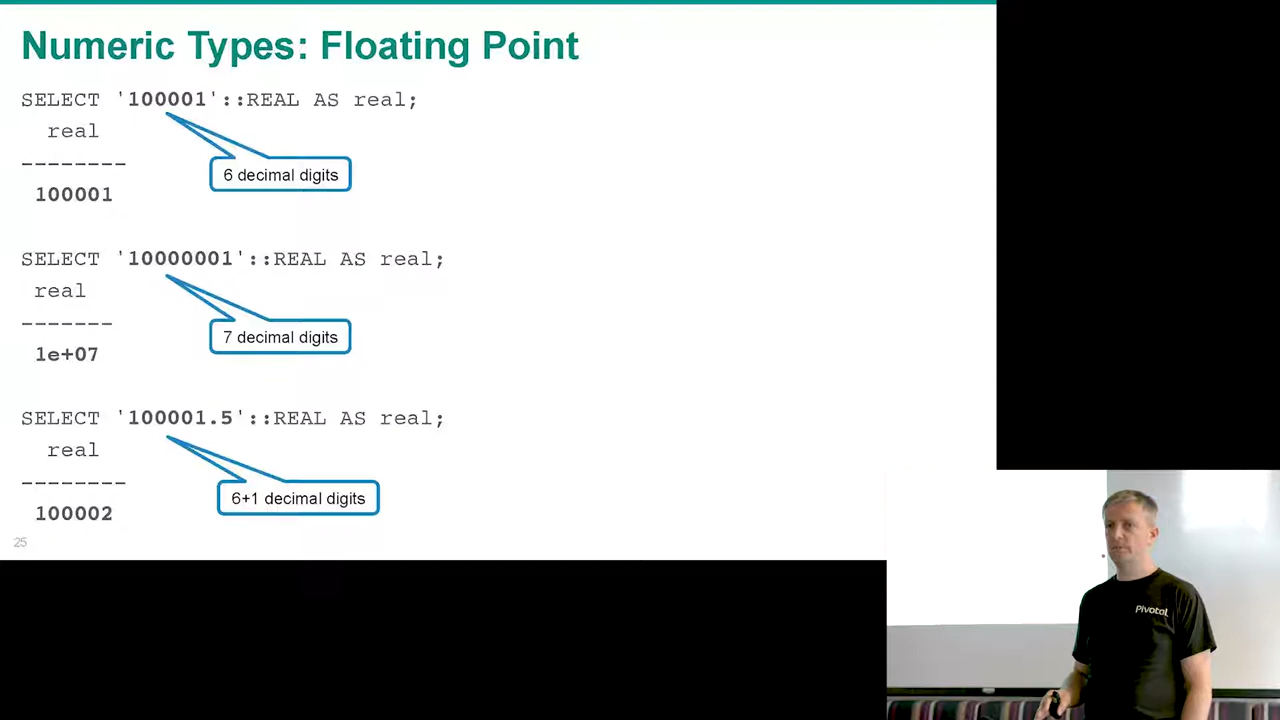 Numeric Types: Floating Point
SELECT '100001'::REAL AS real;
real
--------
100001
6 decimal digits
SELECT '10000001'::REAL AS real;
real
-------
1e+07
7 decimal digits
SELECT '100001.5'::REAL AS real;
real
--------
100002
6+1 decimal digits
25
Pivotal